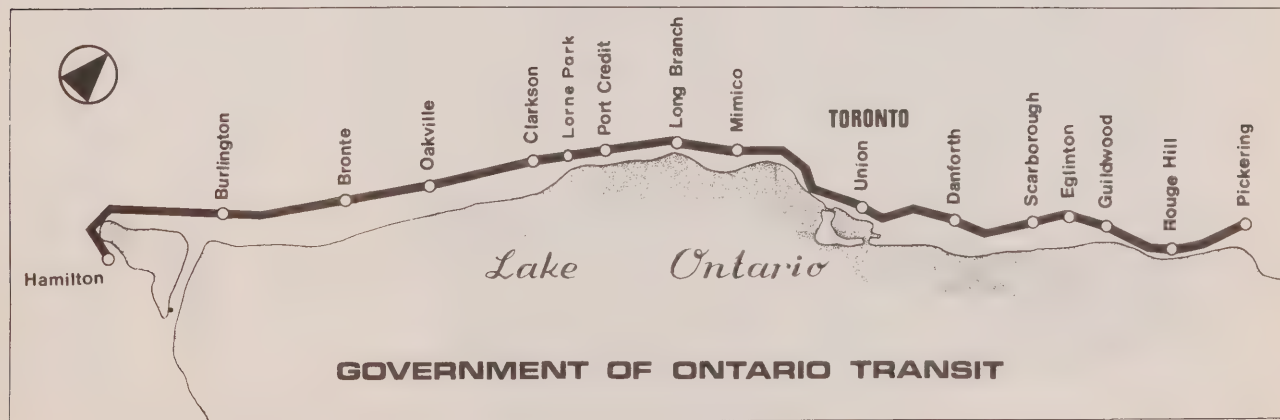 Hamilton
Burlington
Bronte
Oakville
Clarkson
Lorne Park
Port Credit
Long Branch
Mimico
TORONTO
Union
Danforth
Scarborough
Eglinton
Guildwood
Rouge Hill
Pickering
Lake Ontario
GOVERNMENT OF ONTARIO TRANSIT